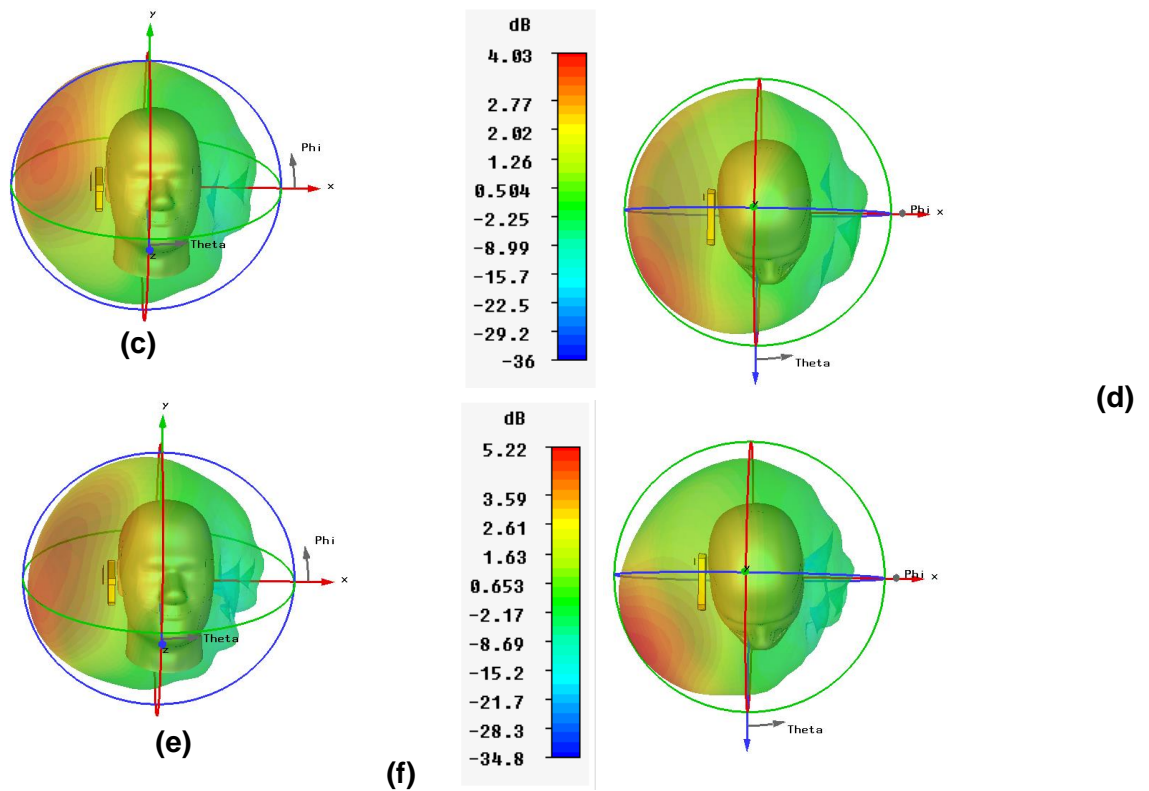 y
Phi
x
Theta
z
(c)
dB
4.03
2.77
2.02
1.26
0.504
-2.25
-8.99
-15.7
-22.5
-29.2
-36
y
Phi x
Theta
(d)
y
Phi
x
Theta
z
(e)
(f)
dB
5.22
3.59
2.61
1.63
0.653
-2.17
-8.69
-15.2
-21.7
-28.3
-34.8
y
Phi x
Theta